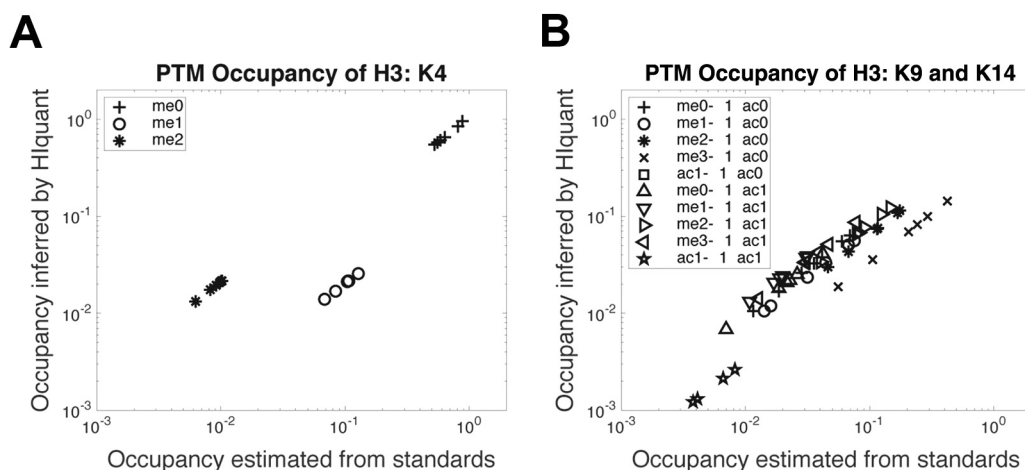 A
PTM Occupancy of H3: K4
Occupancy inferred by HIquant
10^0
10^-1
10^-2
10^-3
me0
me1
me2
10^-3
10^-2
10^-1
10^0
Occupancy estimated from standards
B
PTM Occupancy of H3: K9 and K14
Occupancy inferred by HIquant
10^0
10^-1
10^-2
10^-3
me0- 1 ac0
me1- 1 ac0
me2- 1 ac0
me3- 1 ac0
ac1- 1 ac0
me0- 1 ac1
me1- 1 ac1
me2- 1 ac1
me3- 1 ac1
ac1- 1 ac1
10^-3
10^-2
10^-1
10^0
Occupancy estimated from standards